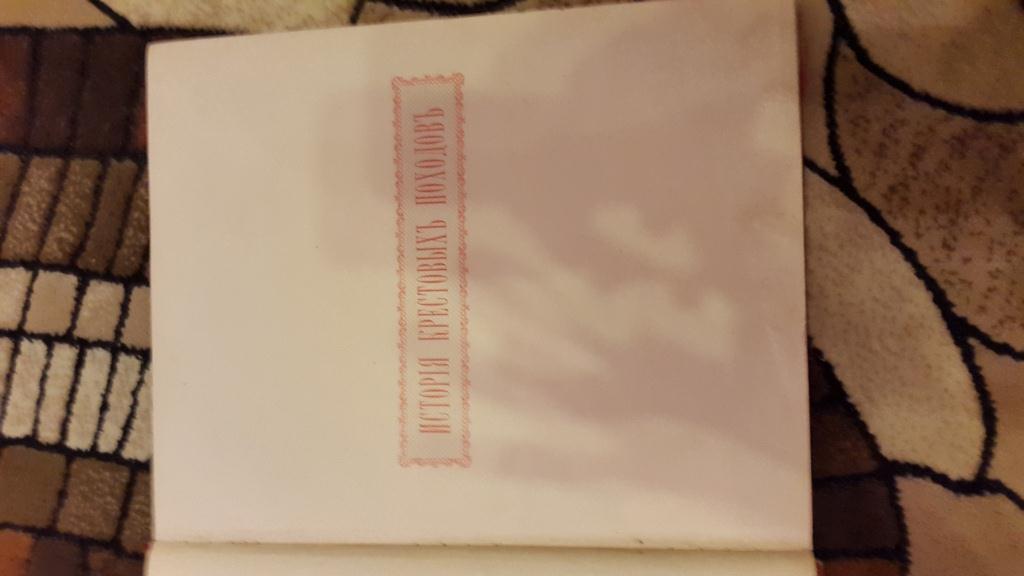 ИСТОРІЯ КРЕСТОВЫХЪ ПОХОДОВЪ